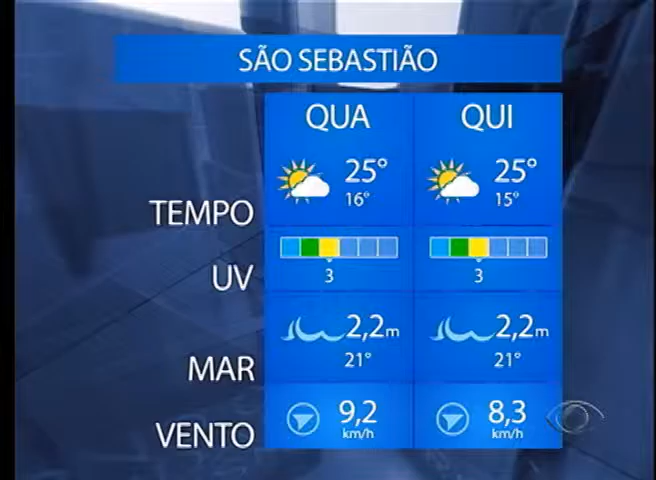 SÃO SEBASTIÃO
QUA QUI
TEMPO 25° 16° 25° 15°
UV 3 3
MAR 2,2m 21° 2,2m 21°
VENTO 9,2 km/h 8,3 km/h